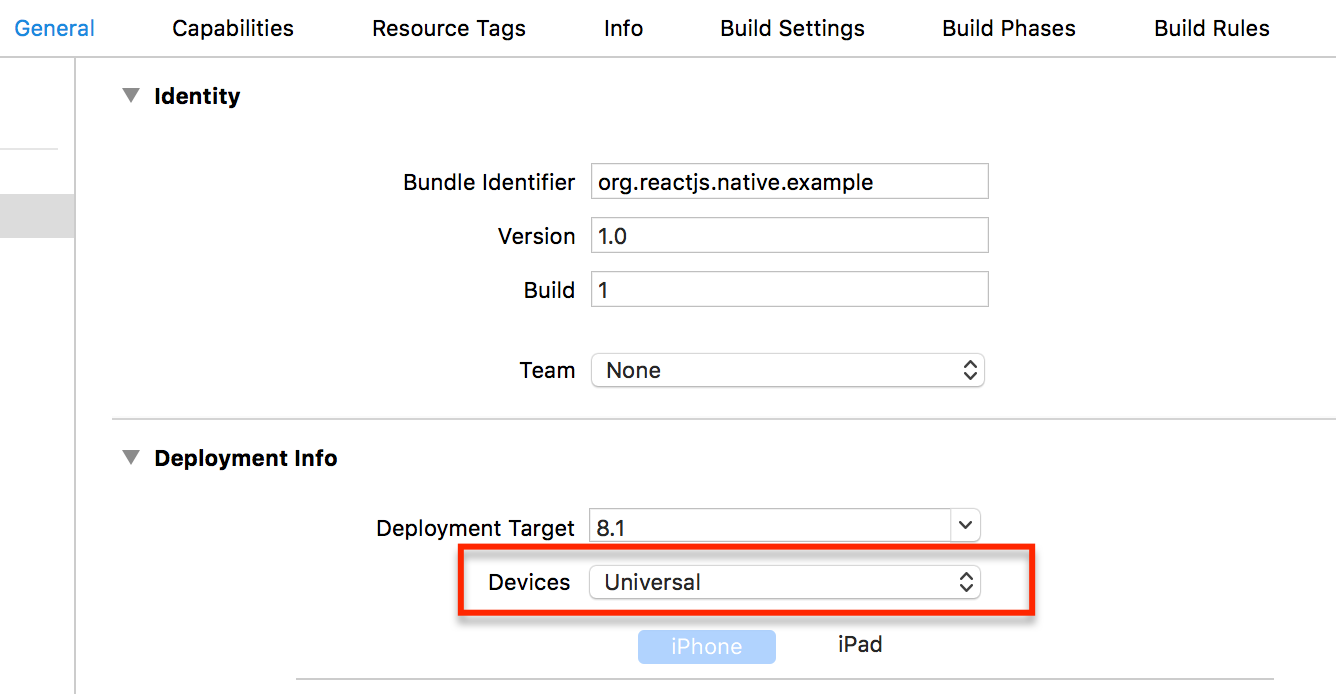 General Capabilities Resource Tags Info Build Settings Build Phases Build Rules
Identity
Bundle Identifier org.reactjs.native.example
Version 1.0
Build 1
Team None
Deployment Info
Deployment Target 8.1
Devices Universal
iPhone iPad